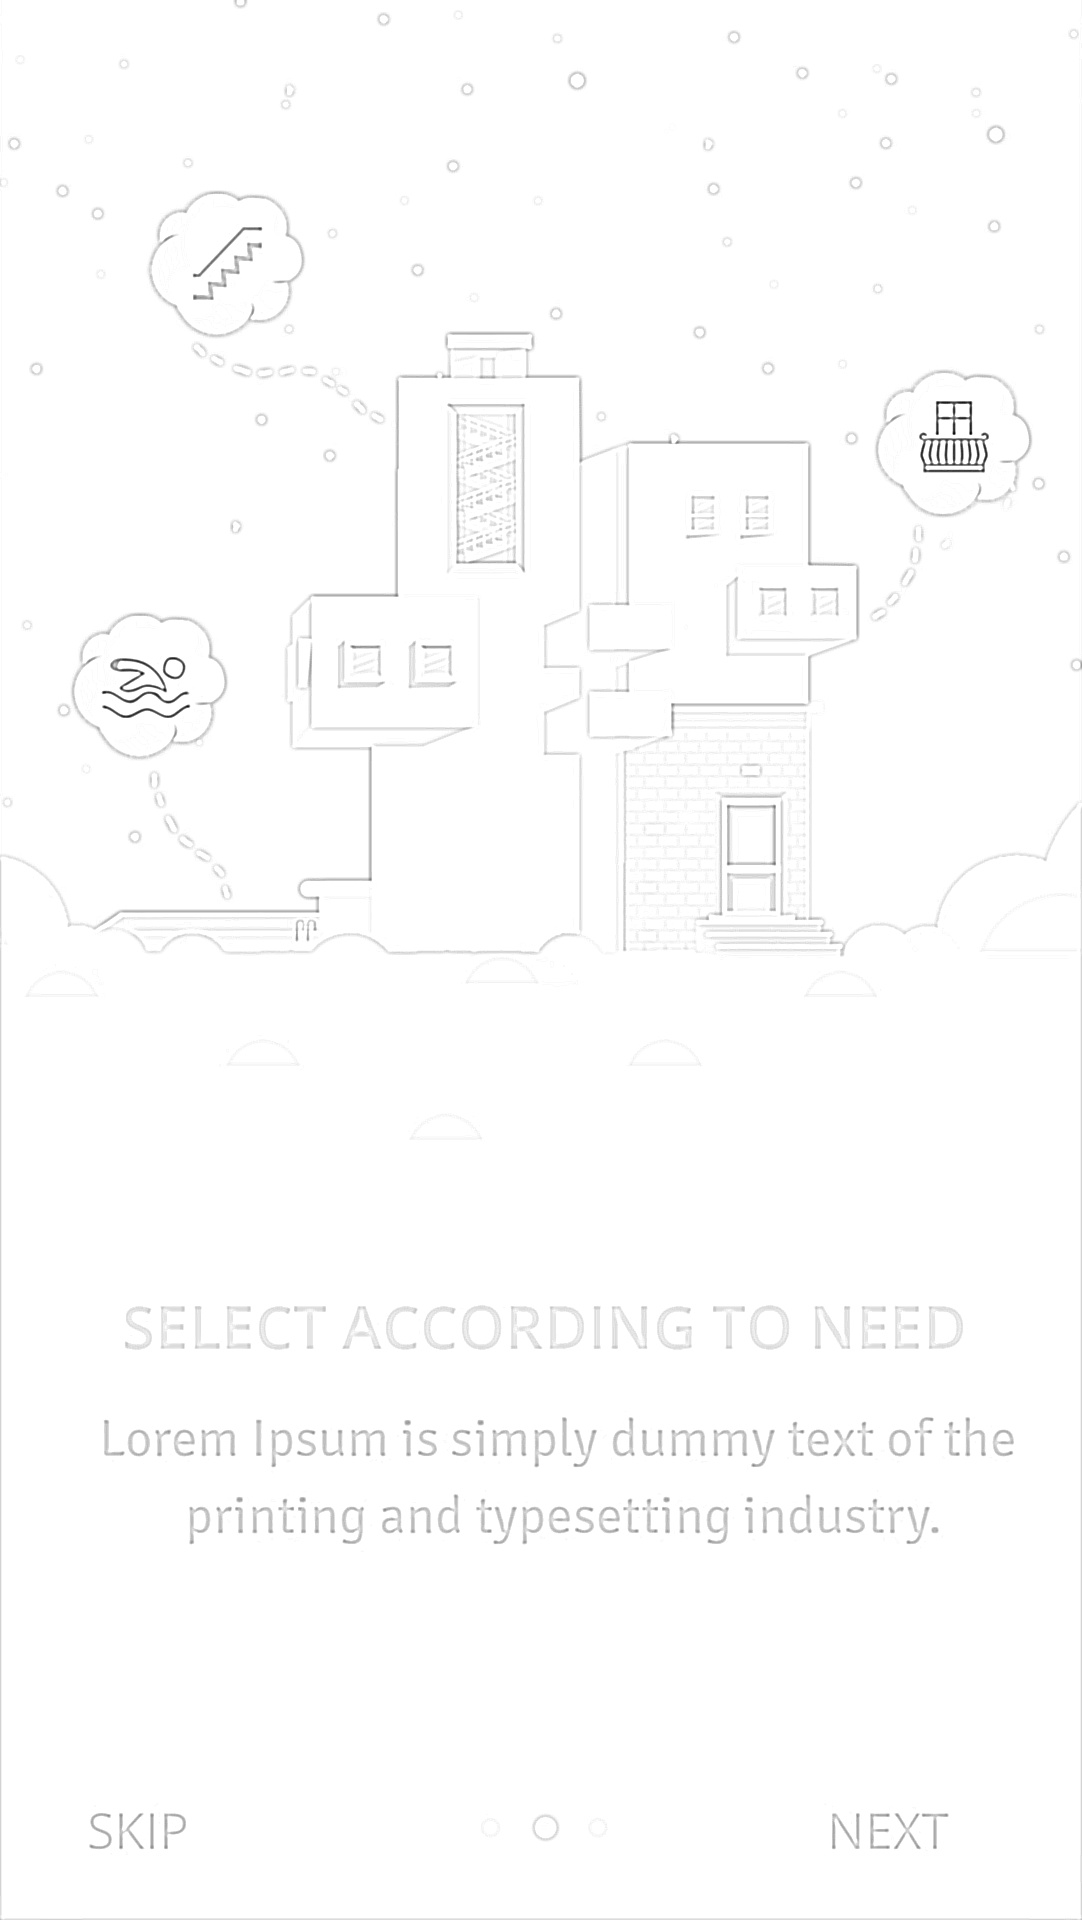 SELECT ACCORDING TO NEED
Lorem Ipsum is simply dummy text of the
printing and typesetting industry.
SKIP
NEXT